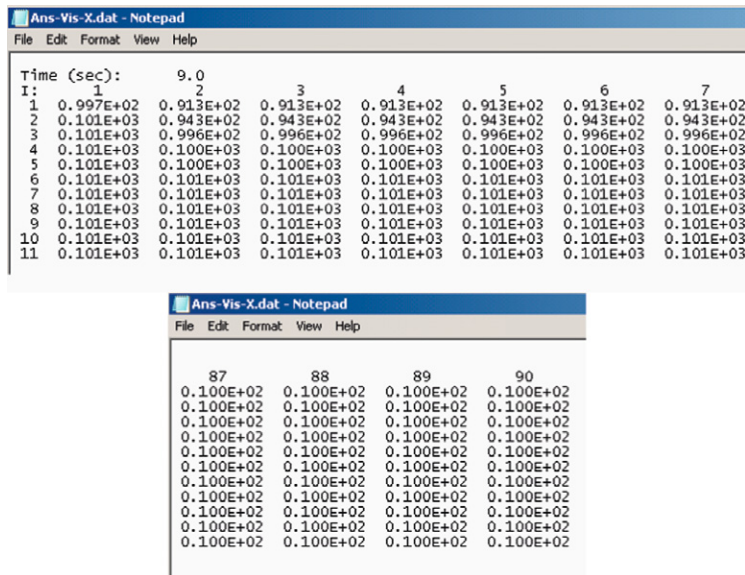 Ans-Vis-X.dat - Notepad
File Edit Format View Help
Time (sec): 9.0
I: 1 2 3 4 5 6 7
1 0.997E+02 0.913E+02 0.913E+02 0.913E+02 0.913E+02 0.913E+02 0.913E+02
2 0.101E+03 0.943E+02 0.943E+02 0.943E+02 0.943E+02 0.943E+02 0.943E+02
3 0.101E+03 0.996E+02 0.996E+02 0.996E+02 0.996E+02 0.996E+02 0.996E+02
4 0.101E+03 0.100E+03 0.100E+03 0.100E+03 0.100E+03 0.100E+03 0.100E+03
5 0.101E+03 0.100E+03 0.100E+03 0.100E+03 0.100E+03 0.100E+03 0.100E+03
6 0.101E+03 0.101E+03 0.101E+03 0.101E+03 0.101E+03 0.101E+03 0.101E+03
7 0.101E+03 0.101E+03 0.101E+03 0.101E+03 0.101E+03 0.101E+03 0.101E+03
8 0.101E+03 0.101E+03 0.101E+03 0.101E+03 0.101E+03 0.101E+03 0.101E+03
9 0.101E+03 0.101E+03 0.101E+03 0.101E+03 0.101E+03 0.101E+03 0.101E+03
10 0.101E+03 0.101E+03 0.101E+03 0.101E+03 0.101E+03 0.101E+03 0.101E+03
11 0.101E+03 0.101E+03 0.101E+03 0.101E+03 0.101E+03 0.101E+03 0.101E+03
Ans-Vis-X.dat - Notepad
File Edit Format View Help
87 88 89 90
0.100E+02 0.100E+02 0.100E+02 0.100E+02
0.100E+02 0.100E+02 0.100E+02 0.100E+02
0.100E+02 0.100E+02 0.100E+02 0.100E+02
0.100E+02 0.100E+02 0.100E+02 0.100E+02
0.100E+02 0.100E+02 0.100E+02 0.100E+02
0.100E+02 0.100E+02 0.100E+02 0.100E+02
0.100E+02 0.100E+02 0.100E+02 0.100E+02
0.100E+02 0.100E+02 0.100E+02 0.100E+02
0.100E+02 0.100E+02 0.100E+02 0.100E+02
0.100E+02 0.100E+02 0.100E+02 0.100E+02
0.100E+02 0.100E+02 0.100E+02 0.100E+02